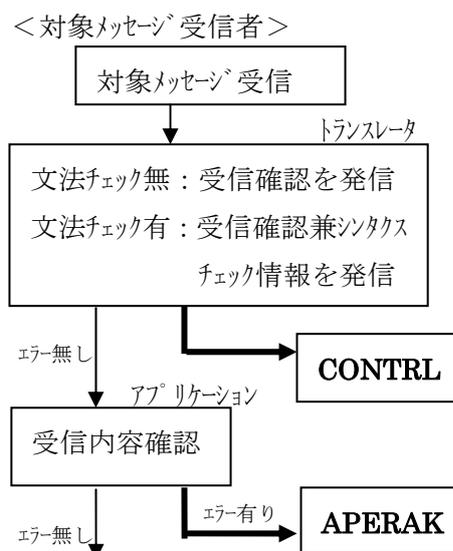 ＜対象ﾒｯｾｰｼﾞ受信者＞
対象ﾒｯｾｰｼﾞ受信
ﾄﾗﾝｽﾚｰﾀ
文法ﾁｪｯｸ無：受信確認を発信
文法ﾁｪｯｸ有：受信確認兼ｼﾝﾀｸｽ
ﾁｪｯｸ情報を発信
ｴﾗｰ無し
CONTRL
ｱﾌﾟﾘｹｰｼｮﾝ
受信内容確認
ｴﾗｰ有り
APERAK
ｴﾗｰ無し